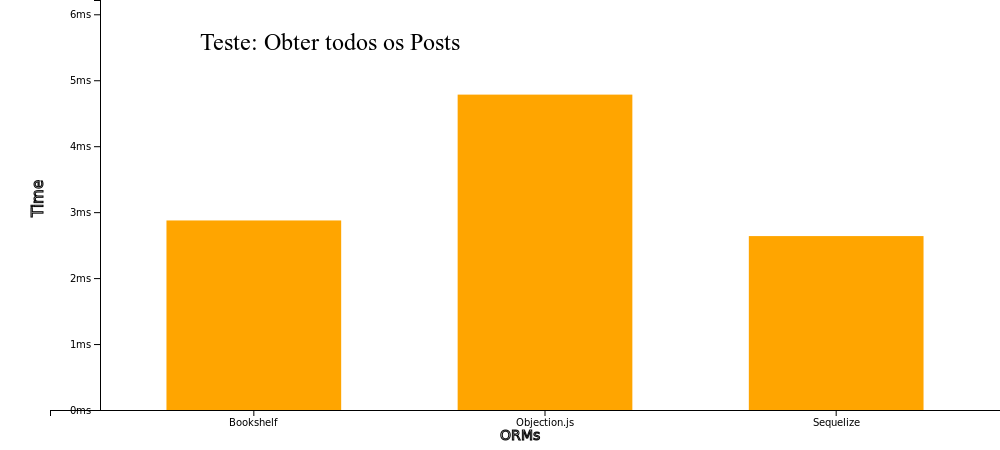 Teste: Obter todos os Posts
6ms
5ms
4ms
3ms
2ms
1ms
0ms
Time
Bookshelf
Objection.js
Sequelize
ORMs